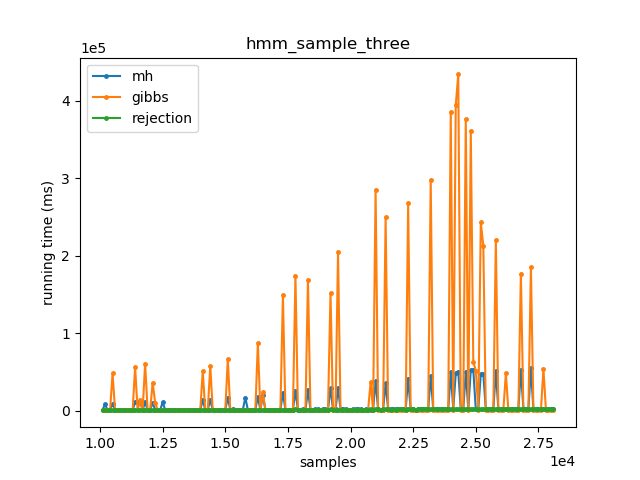 hmm_sample_three
1e5
mh
gibbs
rejection
4
3
2
1
0
running time (ms)
1.00 1.25 1.50 1.75 2.00 2.25 2.50 2.75
samples
1e4